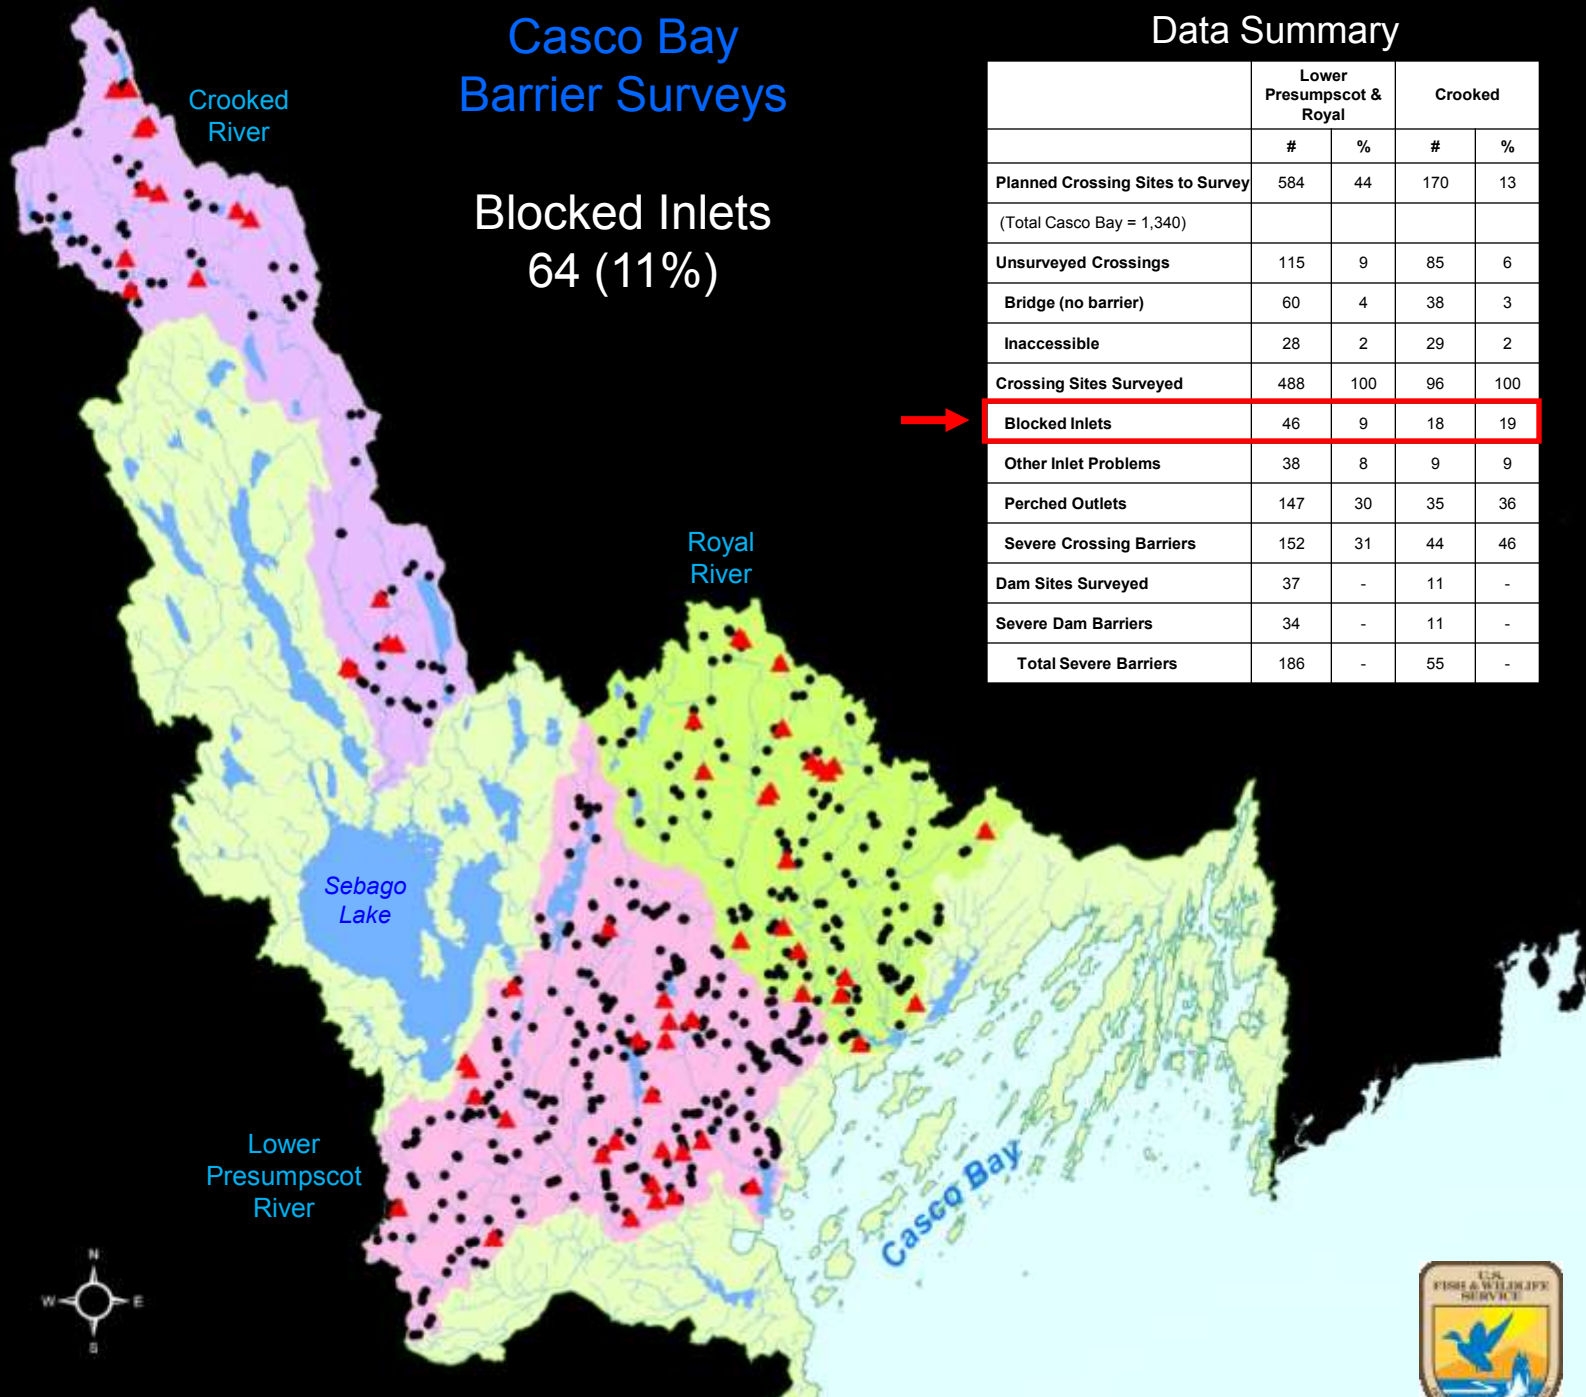 Casco Bay
Barrier Surveys
Blocked Inlets
64 (11%)
Crooked
River
Royal
River
Sebago
Lake
Lower
Presumpscot
River
Casco Bay
N
W E
S
Data Summary
Lower
Presumpscot &
Royal
Crooked
# % # %
Planned Crossing Sites to Survey 584 44 170 13
(Total Casco Bay = 1,340)
Unsurveyed Crossings 115 9 85 6
Bridge (no barrier) 60 4 38 3
Inaccessible 28 2 29 2
Crossing Sites Surveyed 488 100 96 100
Blocked Inlets 46 9 18 19
Other Inlet Problems 38 8 9 9
Perched Outlets 147 30 35 36
Severe Crossing Barriers 152 31 44 46
Dam Sites Surveyed 37 - 11 -
Severe Dam Barriers 34 - 11 -
Total Severe Barriers 186 - 55 -
U.S.
FISH & WILDLIFE
SERVICE